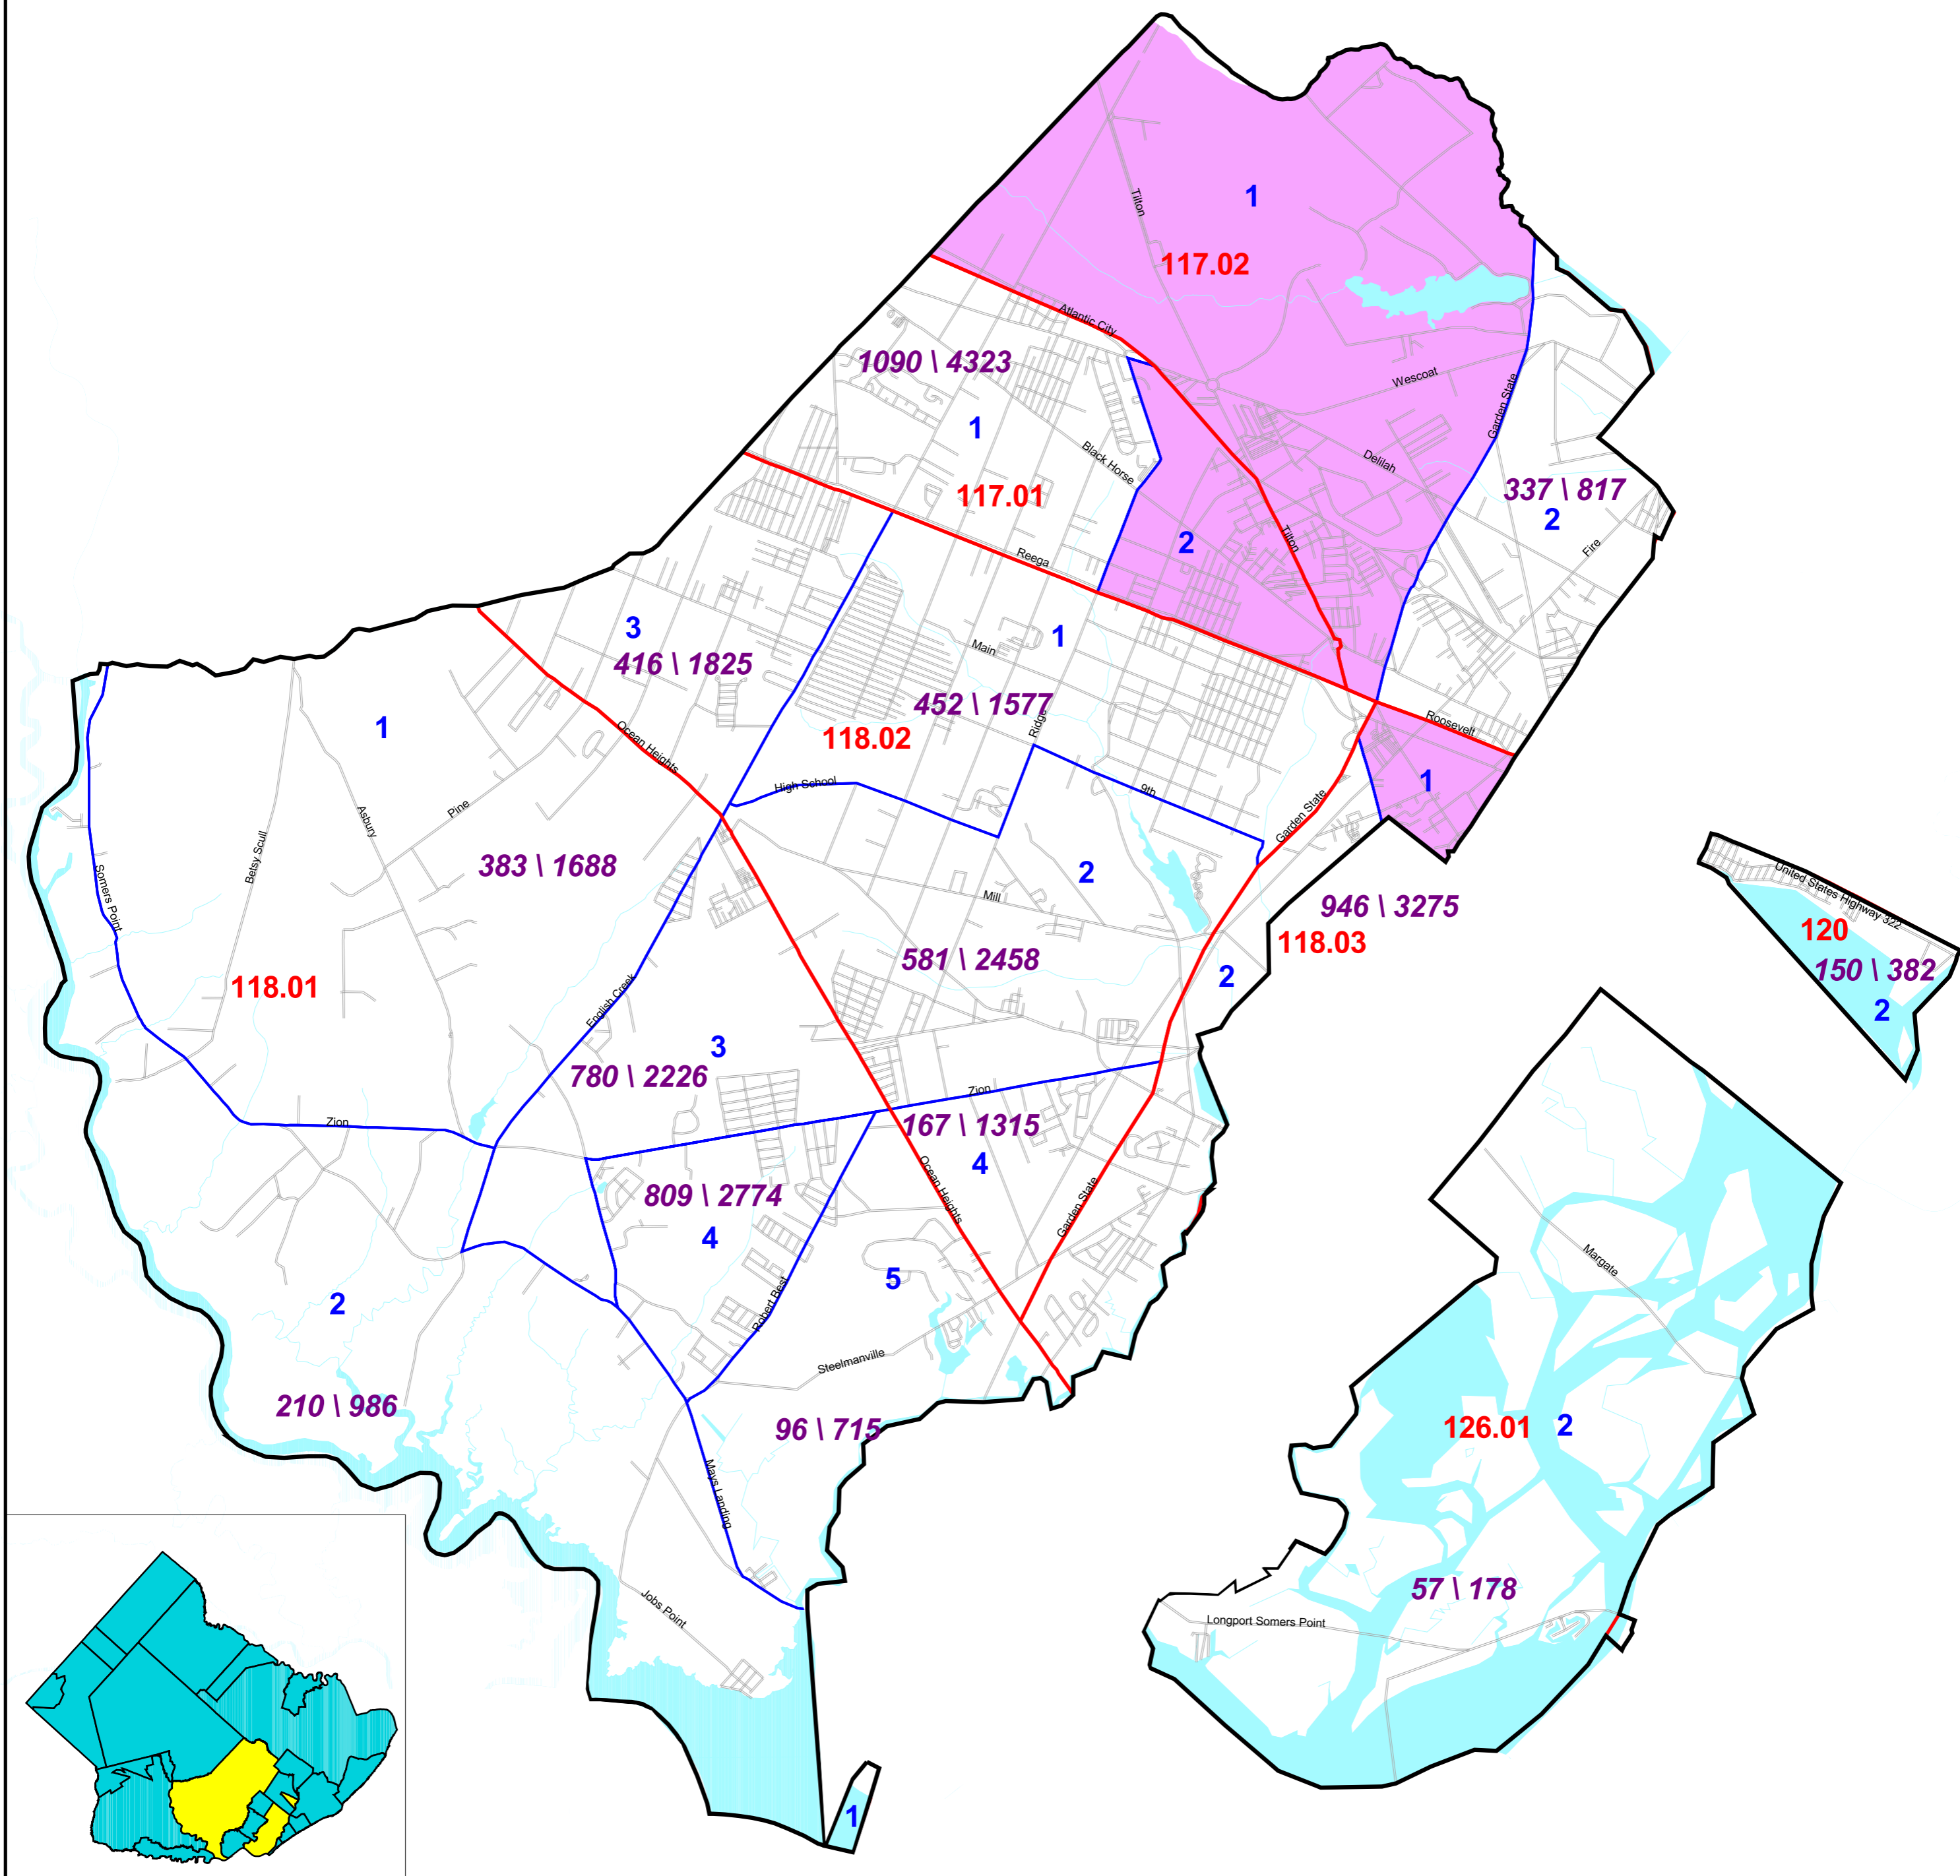 1
Tilton
117.02
Atlantic City
1090 \ 4323
Wescoat
Garden State
1
Black Horse
Delilah
337 \ 817
2
117.01
Tilton
2
Fire
Reega
3
1
Main
416 \ 1825
452 \ 1577
Ridge
Roosevelt
1
118.02
Ocean Heights
High School
9th
1
Garden State
Asbury
Pine
Betsy Scull
383 \ 1688
2
Mill
Somers Point
946 \ 3275
118.03
United States Highway 322
120
150 \ 382
2
581 \ 2458
2
118.01
English Creek
3
780 \ 2226
Zion
Zion
167 \ 1315
4
Ocean Heights
809 \ 2774
4
Garden State
5
2
Robert Best
Margate
Steelmanville
210 \ 986
96 \ 715
126.01
2
Mays Landing
57 \ 178
Jobs Point
Longport Somers Point
1